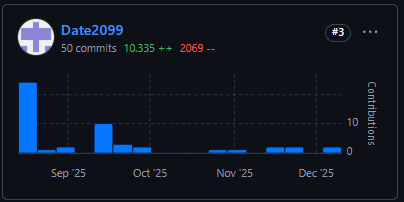 Date2099
#3
50 commits 10.335 ++ 2069 --
Contributions
10
0
Sep '25 Oct '25 Nov '25 Dec '25